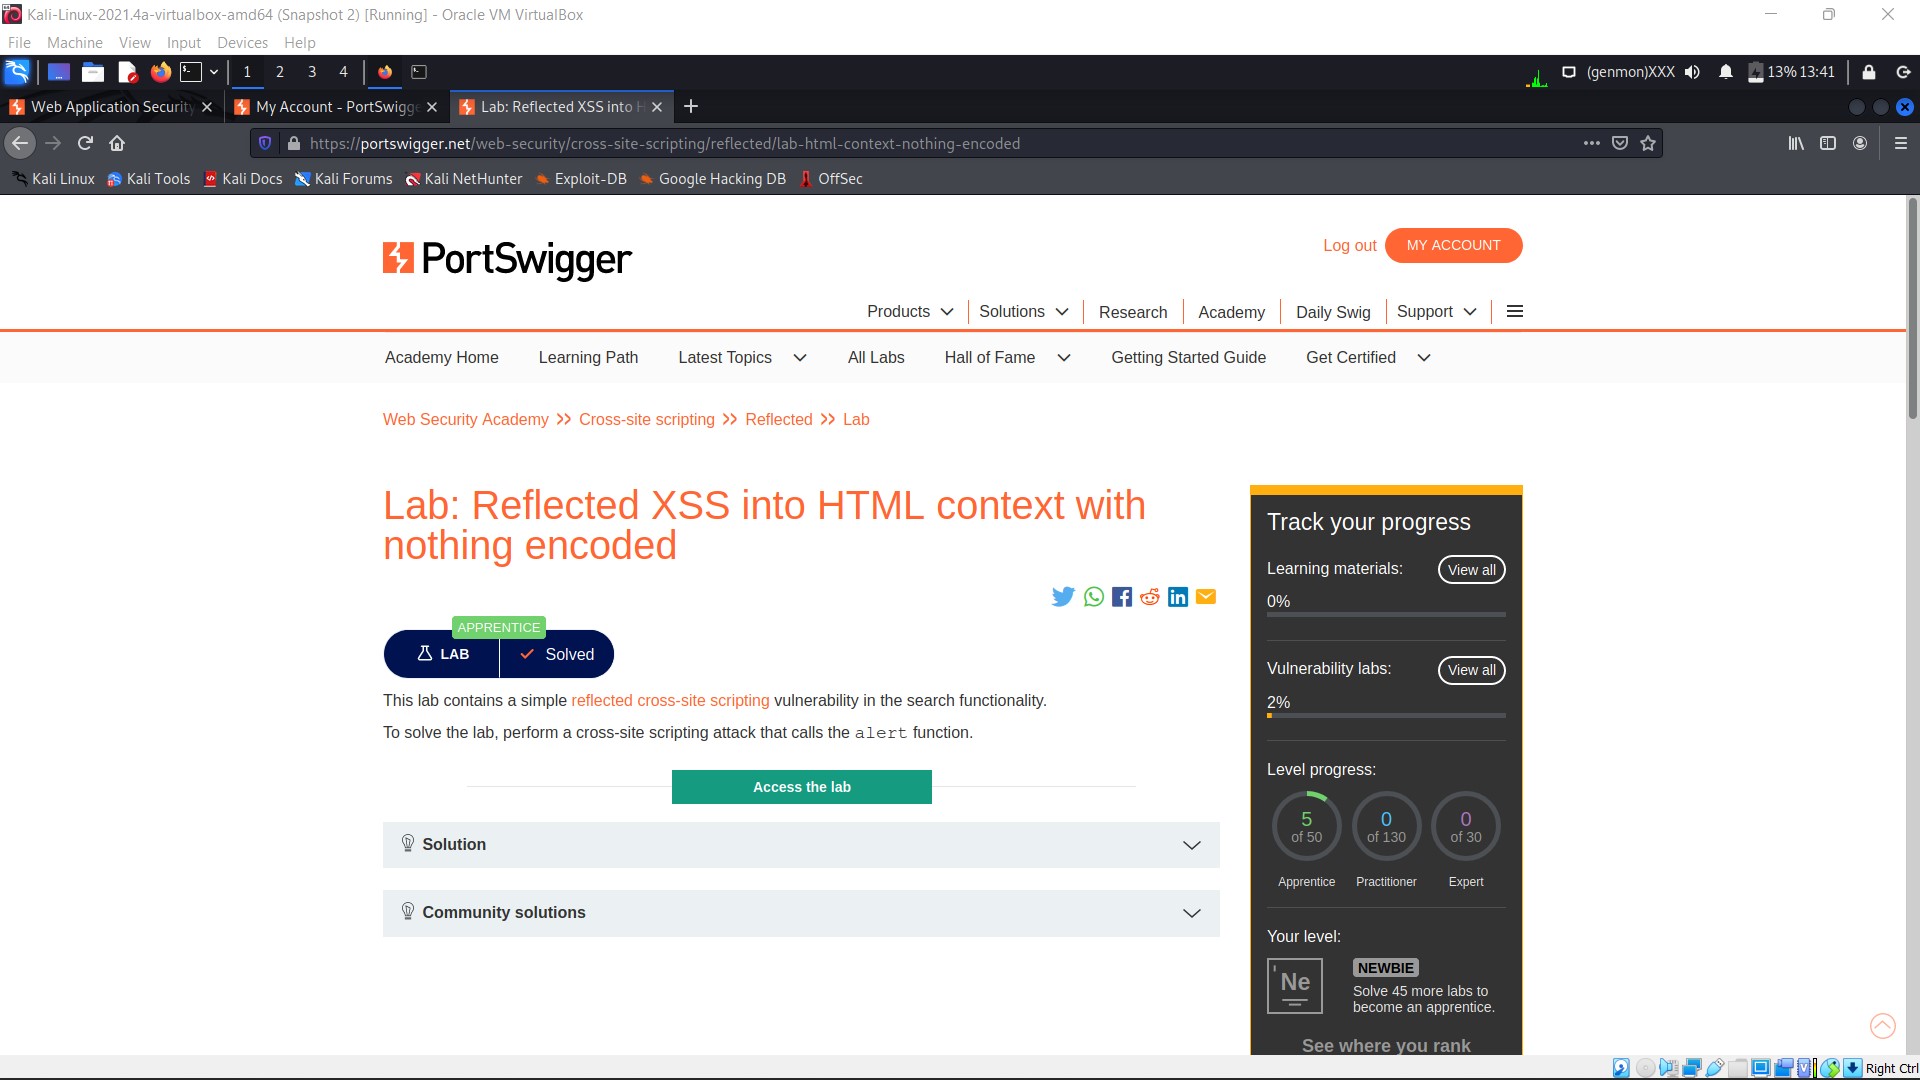 Kali-Linux-2021.4a-virtualbox-amd64 (Snapshot 2) [Running] - Oracle VM VirtualBox
File Machine View Input Devices Help
1 2 3 4 (genmon)XXX 13% 13:41
Web Application Security My Account - PortSwigge Lab: Reflected XSS into H
https://portswigger.net/web-security/cross-site-scripting/reflected/lab-html-context-nothing-encoded
Kali Linux Kali Tools Kali Docs Kali Forums Kali NetHunter Exploit-DB Google Hacking DB OffSec
PortSwigger
Log out MY ACCOUNT
Products Solutions Research Academy Daily Swig Support
Academy Home Learning Path Latest Topics All Labs Hall of Fame Getting Started Guide Get Certified
Web Security Academy >> Cross-site scripting >> Reflected >> Lab
Lab: Reflected XSS into HTML context with
nothing encoded
APPRENTICE
LAB Solved
This lab contains a simple reflected cross-site scripting vulnerability in the search functionality.
To solve the lab, perform a cross-site scripting attack that calls the alert function.
Access the lab
Solution
Community solutions
Track your progress
Learning materials: View all
0%
Vulnerability labs: View all
2%
Level progress:
5 0 0
of 50 of 130 of 30
Apprentice Practitioner Expert
Your level:
Ne
NEWBIE
Solve 45 more labs to
become an apprentice.
See where you rank
Right Ctrl